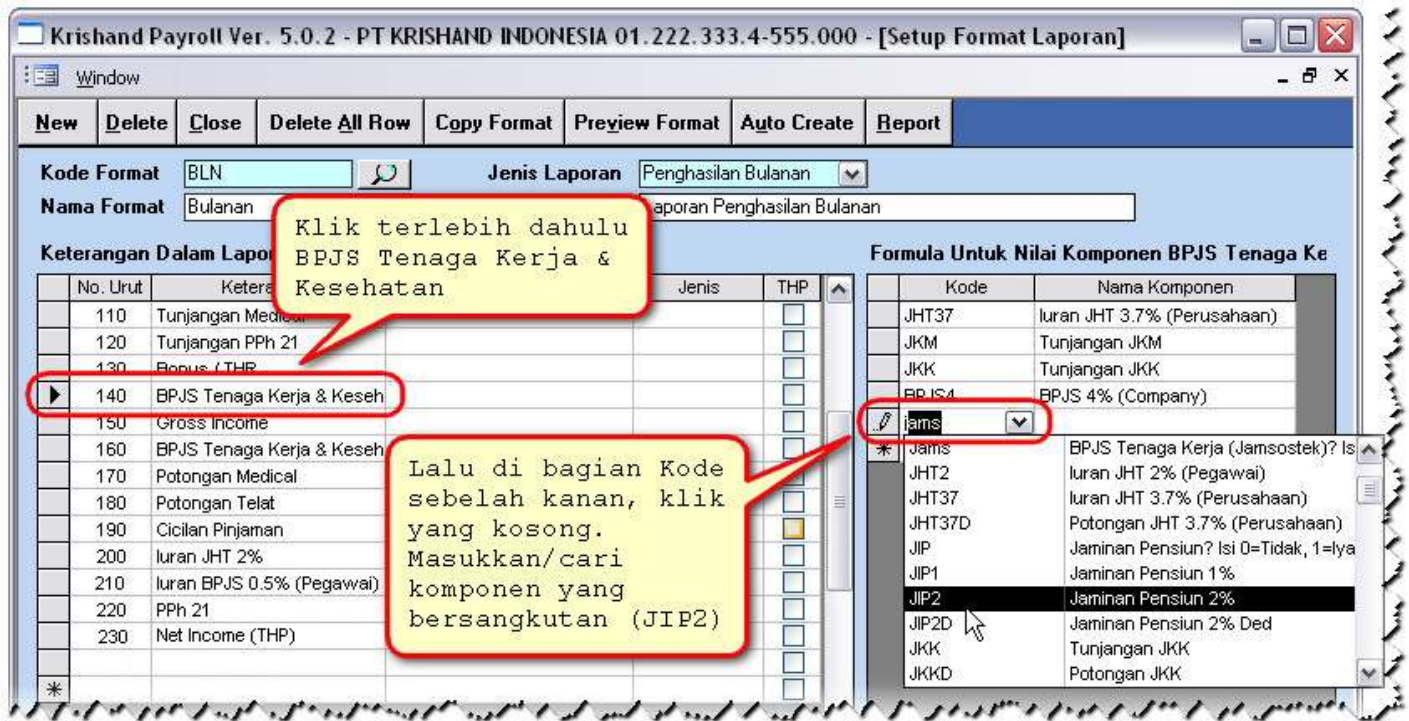 Krishand Payroll Ver. 5.0.2 - PT KRISHAND INDONESIA 01.222.333.4-555.000 - [Setup Format Laporan]
Window
New Delete Close Delete All Row Copy Format Preview Format Auto Create Report
Kode Format BLN Jenis Laporan Penghasilan Bulanan
Nama Format Bulanan aporan Penghasilan Bulanan
Klik terlebih dahulu
BPJS Tenaga Kerja &
Kesehatan
Keterangan Dalam Lapo Formula Untuk Nilai Komponen BPJS Tenaga Ke
No. Urut Ketera Jenis THP Kode Nama Komponen
110 Tunjangan Medical JHT37 Iuran JHT 3.7% (Perusahaan)
120 Tunjangan PPh 21 JKM Tunjangan JKM
130 Bonus / THR JKK Tunjangan JKK
140 BPJS Tenaga Kerja & Keseh BPJS4 BPJS 4% (Company)
150 Gross Income jams
160 BPJS Tenaga Kerja & Keseh Jams BPJS Tenaga Kerja (Jamsostek)? Is
170 Potongan Medical JHT2 Iuran JHT 2% (Pegawai)
180 Potongan Telat JHT37 Iuran JHT 3.7% (Perusahaan)
190 Cicilan Pinjaman JHT37D Potongan JHT 3.7% (Perusahaan)
200 Iuran JHT 2% JIP Jaminan Pensiun? Isi 0=Tidak, 1=Iya
210 Iuran BPJS 0.5% (Pegawai) JIP1 Jaminan Pensiun 1%
220 PPh 21 JIP2 Jaminan Pensiun 2%
230 Net Income (THP) JIP2D Jaminan Pensiun 2% Ded
JKK Tunjangan JKK
JKKD Potongan JKK
Lalu di bagian Kode
sebelah kanan, klik
yang kosong.
Masukkan/cari
komponen yang
bersangkutan (JIP2)